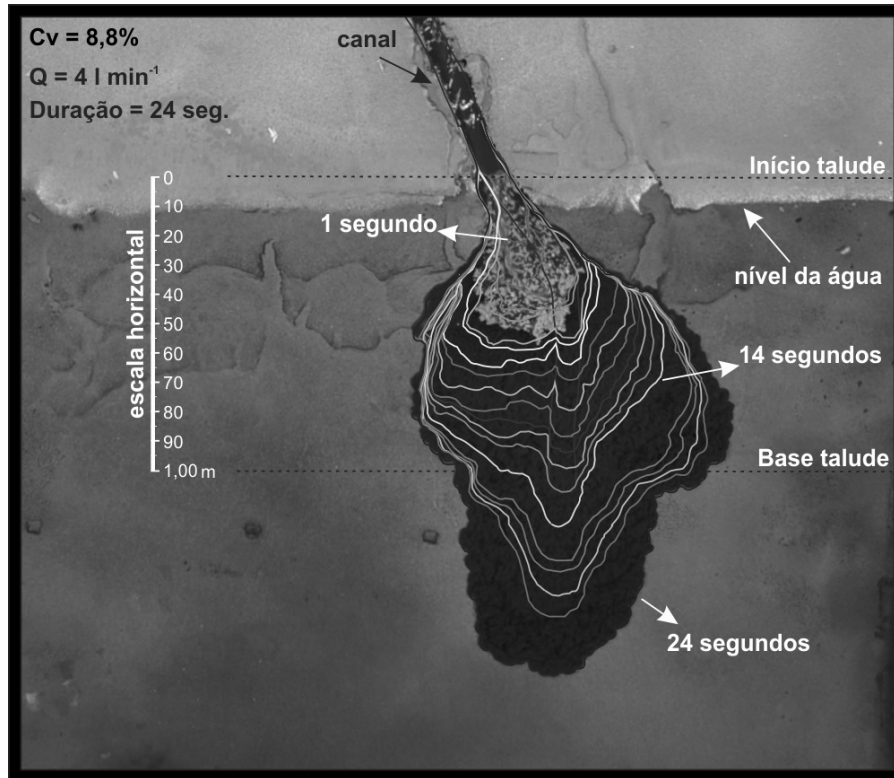 Cv = 8,8%
Q = 4 l min⁻¹
Duração = 24 seg.
canal
Início talude
0
10
20
30
40
50
60
70
80
90
1,00 m
escala horizontal
1 segundo
nível da água
14 segundos
Base talude
24 segundos